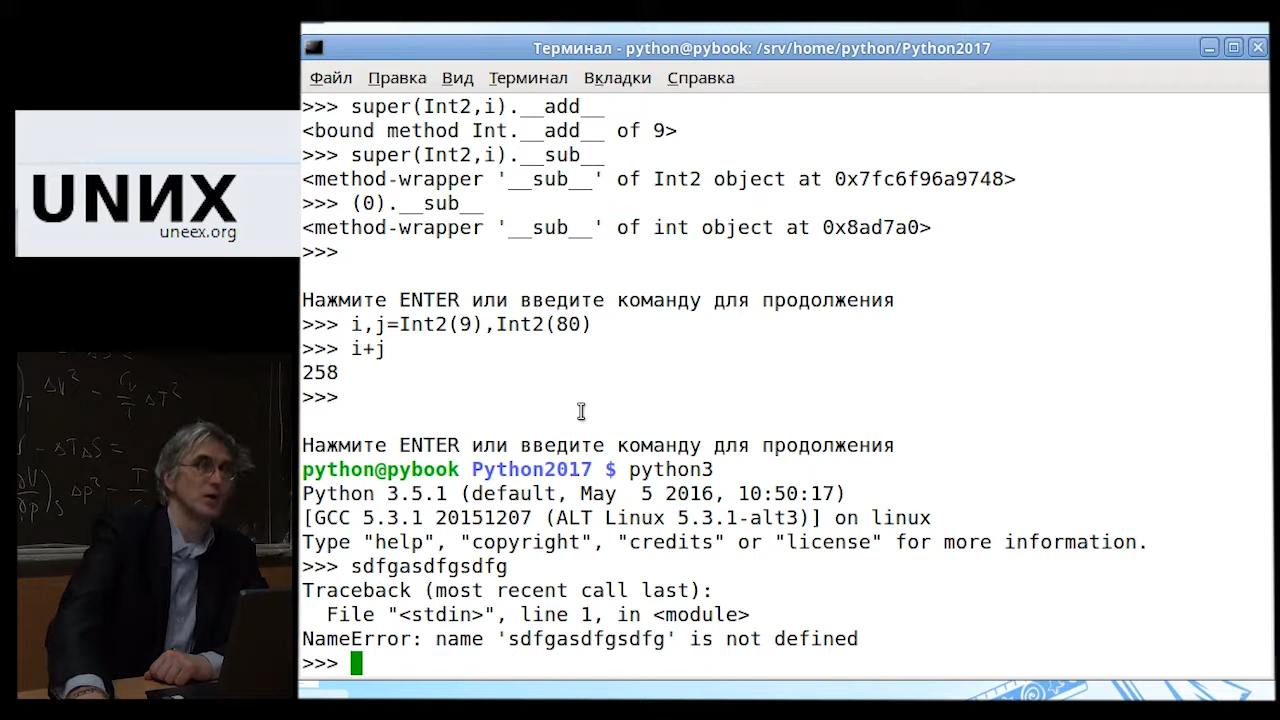 Терминал - python@pybook: /srv/home/python/Python2017
Файл Правка Вид Терминал Вкладки Справка
>>> super(Int2,i).__add__
<bound method Int.__add__ of 9>
>>> super(Int2,i).__sub__
<method-wrapper '__sub__' of Int2 object at 0x7fc6f96a9748>
>>> (0).__sub__
<method-wrapper '__sub__' of int object at 0x8ad7a0>
>>>
Нажмите ENTER или введите команду для продолжения
>>> i,j=Int2(9),Int2(80)
>>> i+j
258
>>>
Нажмите ENTER или введите команду для продолжения
python@pybook Python2017 $ python3
Python 3.5.1 (default, May  5 2016, 10:50:17)
[GCC 5.3.1 20151207 (ALT Linux 5.3.1-alt3)] on linux
Type "help", "copyright", "credits" or "license" for more information.
>>> sdfgasdfgsdfg
Traceback (most recent call last):
  File "<stdin>", line 1, in <module>
NameError: name 'sdfgasdfgsdfg' is not defined
>>>
UNИX
uneex.org